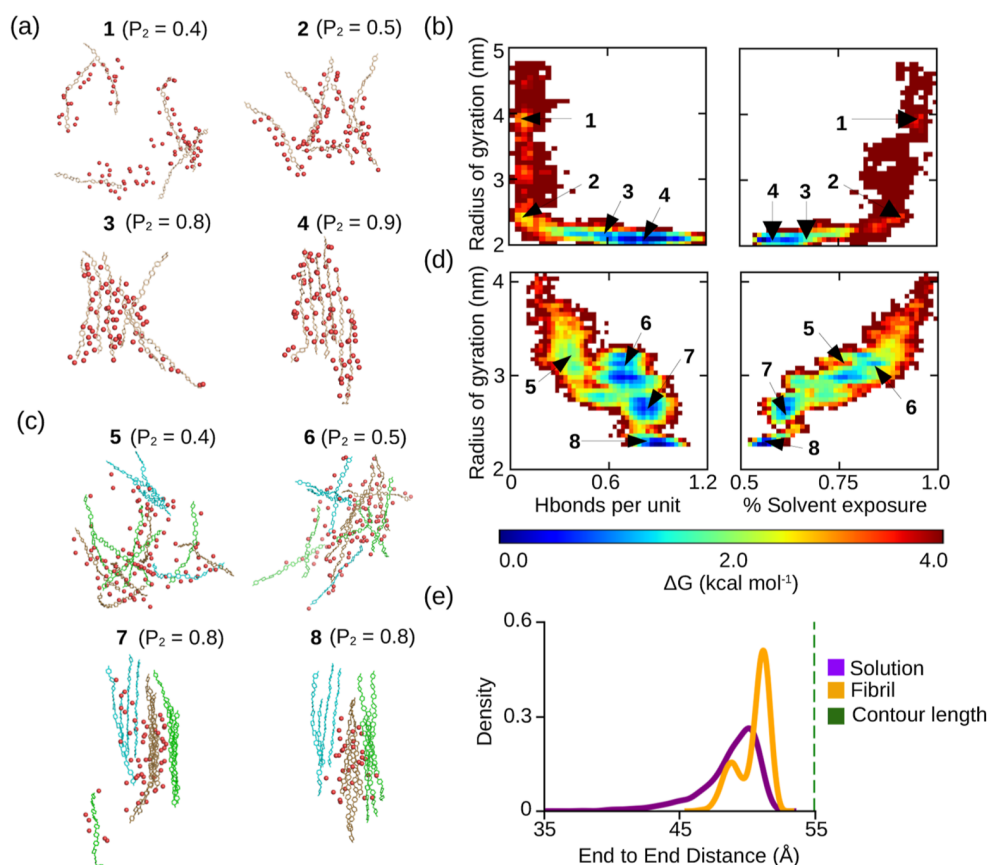 (a)
1 (P₂ = 0.4)
2 (P₂ = 0.5)
3 (P₂ = 0.8)
4 (P₂ = 0.9)
(b)
Radius of gyration (nm)
5
4
3
2
1
2
3
4
1
2
3
4
(c)
5 (P₂ = 0.4)
6 (P₂ = 0.5)
7 (P₂ = 0.8)
8 (P₂ = 0.8)
(d)
Radius of gyration (nm)
4
3
2
5
6
7
8
5
6
7
8
0 0.6 1.2
Hbonds per unit
0.5 0.75 1.0
% Solvent exposure
0.0 2.0 4.0
ΔG (kcal mol⁻¹)
(e)
Density
0.6
0.3
0
35 45 55
End to End Distance (Å)
Solution
Fibril
Contour length